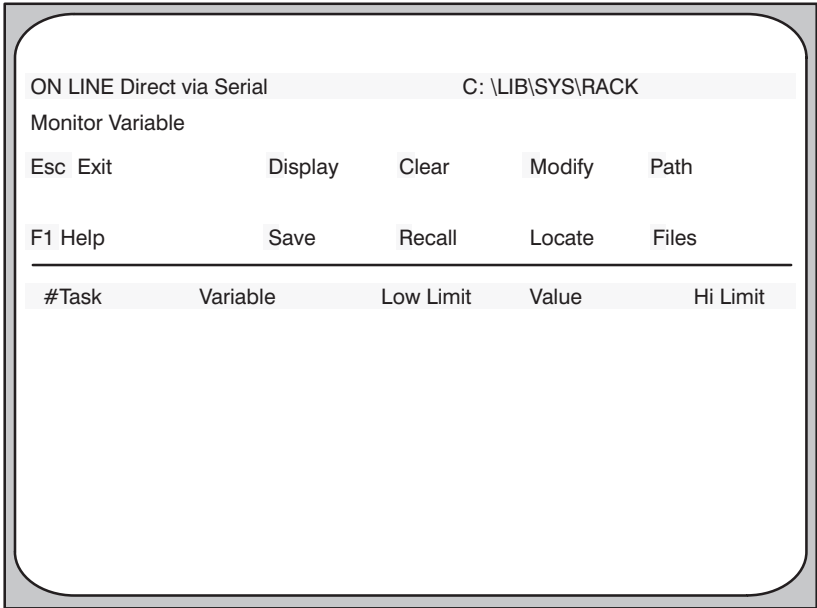 ON LINE Direct via Serial C: \LIB\SYS\RACK
Monitor Variable
Esc Exit Display Clear Modify Path
F1 Help Save Recall Locate Files
#Task Variable Low Limit Value Hi Limit